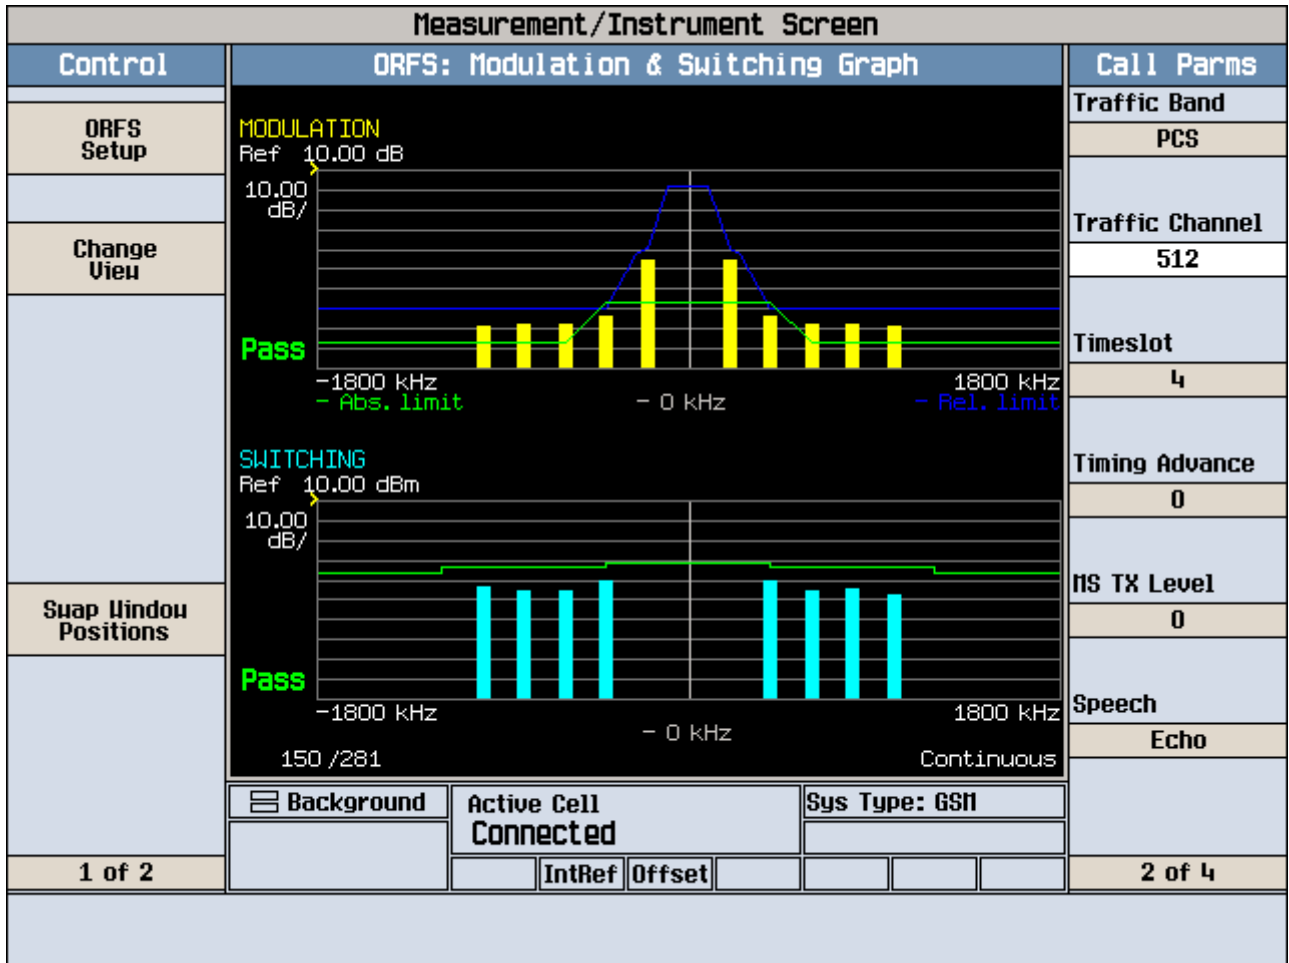 Measurement/Instrument Screen
Control
ORFS: Modulation & Switching Graph
Call Parms
ORFS
Setup
Change
View
Swap Window
Positions
1 of 2
MODULATION
Ref 10.00 dB
10.00
dB/
Pass
-1800 kHz
1800 kHz
- Abs. limit
- 0 kHz
- Rel. limit
SWITCHING
Ref 10.00 dBm
10.00
dB/
Pass
-1800 kHz
1800 kHz
- 0 kHz
150 /281
Continuous
Background
Active Cell
Connected
Sys Type: GSM
IntRef
Offset
Traffic Band
PCS
Traffic Channel
512
Timeslot
4
Timing Advance
0
MS TX Level
0
Speech
Echo
2 of 4